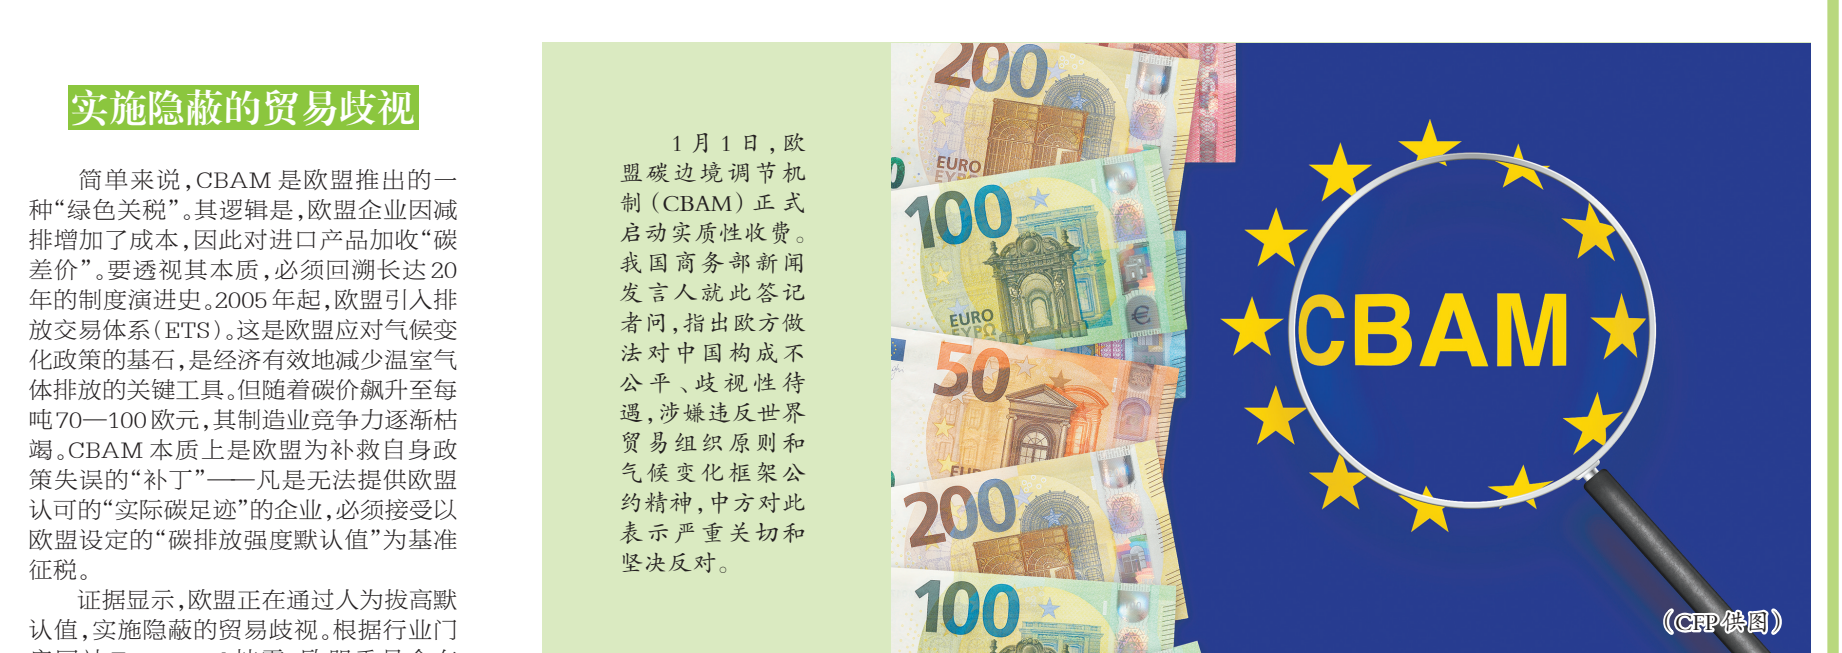 实施隐蔽的贸易歧视
简单来说，CBAM是欧盟推出的一
种“绿色关税”。其逻辑是，欧盟企业因减
排增加了成本，因此对进口产品加收“碳
差价”。要透视其本质，必须回溯长达20
年的制度演进史。2005年起，欧盟引入排
放交易体系（ETS）。这是欧盟应对气候变
化政策的基石，是经济有效地减少温室气
体排放的关键工具。但随着碳价飙升至每
吨70—100欧元，其制造业竞争力逐渐枯
竭。CBAM本质上是欧盟为补救自身政
策失误的“补丁”——凡是无法提供欧盟
认可的“实际碳足迹”的企业，必须接受以
欧盟设定的“碳排放强度默认值”为基准
征税。
证据显示，欧盟正在通过人为拔高默
认值，实施隐蔽的贸易歧视。根据行业门
1月1日，欧
盟碳边境调节机
制（CBAM）正式
启动实质性收费。
我国商务部新闻
发言人就此答记
者问，指出欧方做
法对中国构成不
公平、歧视性待
遇，涉嫌违反世界
贸易组织原则和
气候变化框架公
约精神，中方对此
表示严重关切和
坚决反对。
200
EURO
100
EURO
ΕΥΡΩ
€
50
200
100
CBAM
（CFP供图）